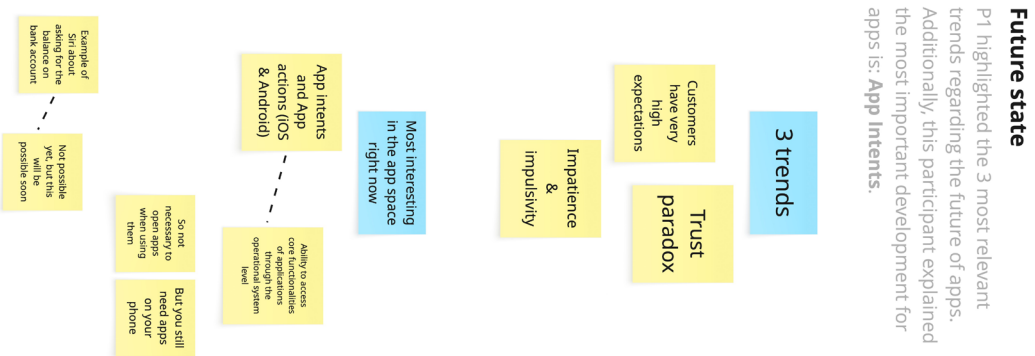 Future state
P1 highlighted the 3 most relevant
trends regarding the future of apps.
Additionally, this participant explained
the most important development for
apps is: App Intents.
3 trends
Customers
have very
high
expectations
Trust
paradox
Impatience
&
impulsivity
Most interesting
in the app space
right now
App intents
and App
actions (iOS
& Android)
Ability to access
core functionalities
of applications
through the
operational system
level
So not
necessary to
open apps
when using
them
But you still
need apps
on your
phone
Example of
Siri about
asking for the
balance on
bank account
Not possible
yet, but this
will be
possible soon